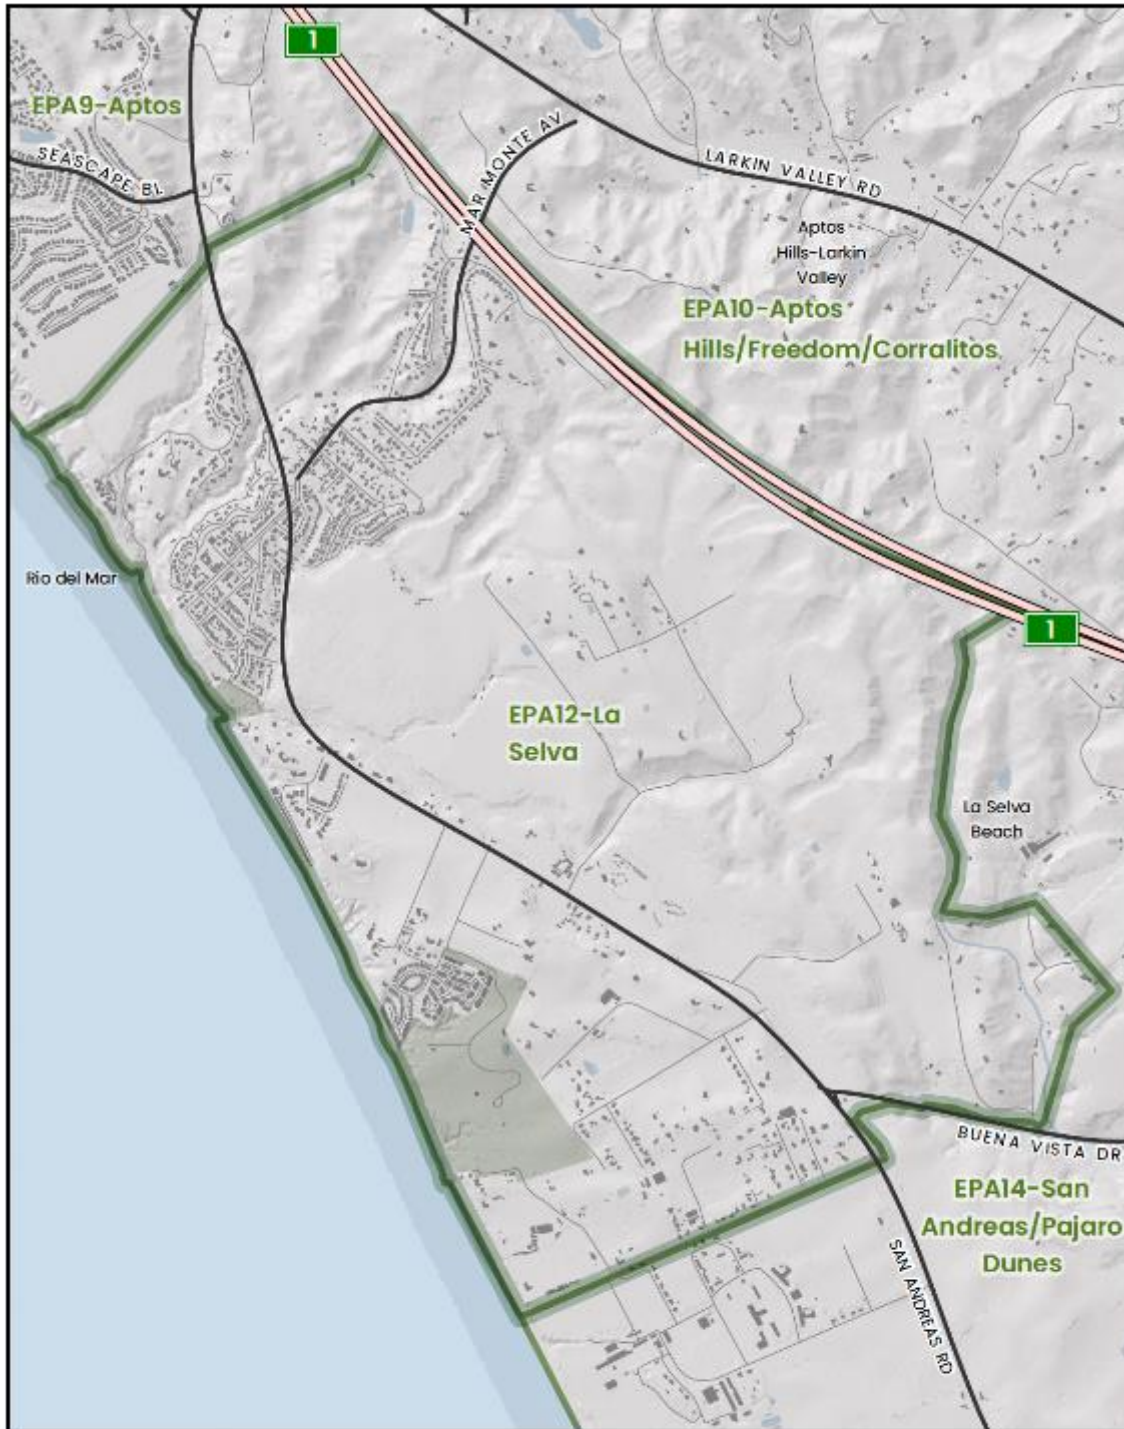 1
EPA9-Aptos
SEASCAPE BL
MAR MONTE AV
LARKIN VALLEY RD
Aptos
Hills-Larkin
Valley
EPA10-Aptos
Hills/Freedom/Corralitos
Rio del Mar
1
EPA12-La
Selva
La Selva
Beach
BUENA VISTA DR
EPA14-San
Andreas/Pajaro
Dunes
SAN ANDREAS RD